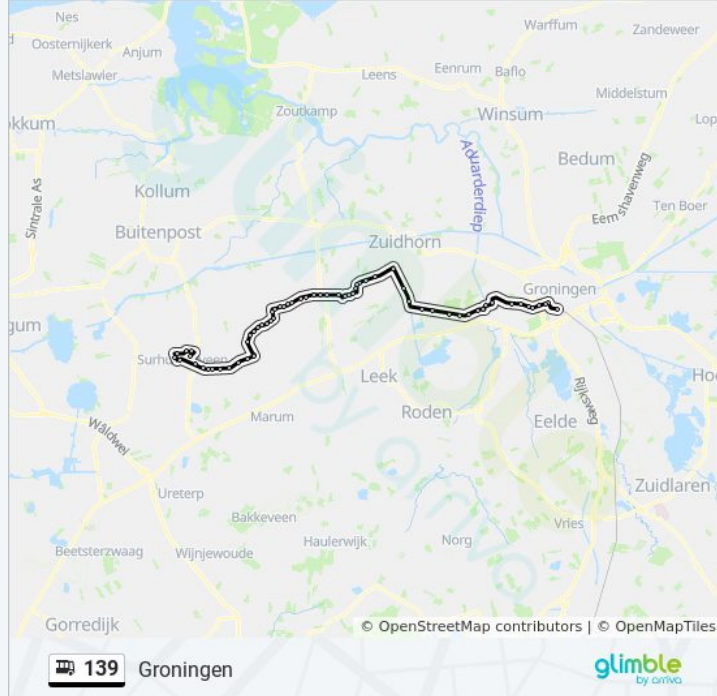 Nes
Warffum
Zandeweer
Oosternijkerk
Anjum
Eenrum
Baflo
Metslawier
Leens
Middelstum
Zoutkamp
Winsum
okkum
Lop
Bedum
Kollum
Sintrale As
Eemshavenweg
Ten Boer
Buitenpost
Zuidhorn
Groningen
gum
Leek
Hoo
Roden
Rijksweg
Marum
Eelde
Wâldwei
Zuidlaren
Ureterp
Bakkeveen
Vries
Haulerwijk
Norg
Beetsterzwaag
Wijnjewoude
Gorredijk
© OpenStreetMap contributors | © OpenMapTiles
139 Groningen
glimble
by arriva